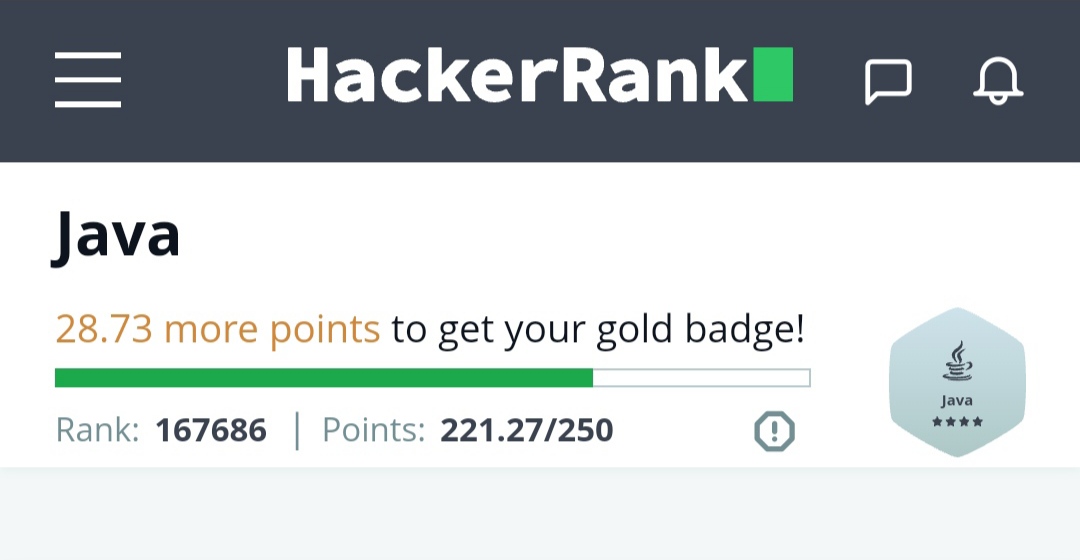 HackerRank
Java
28.73 more points to get your gold badge!
Rank: 167686 | Points: 221.27/250
Java